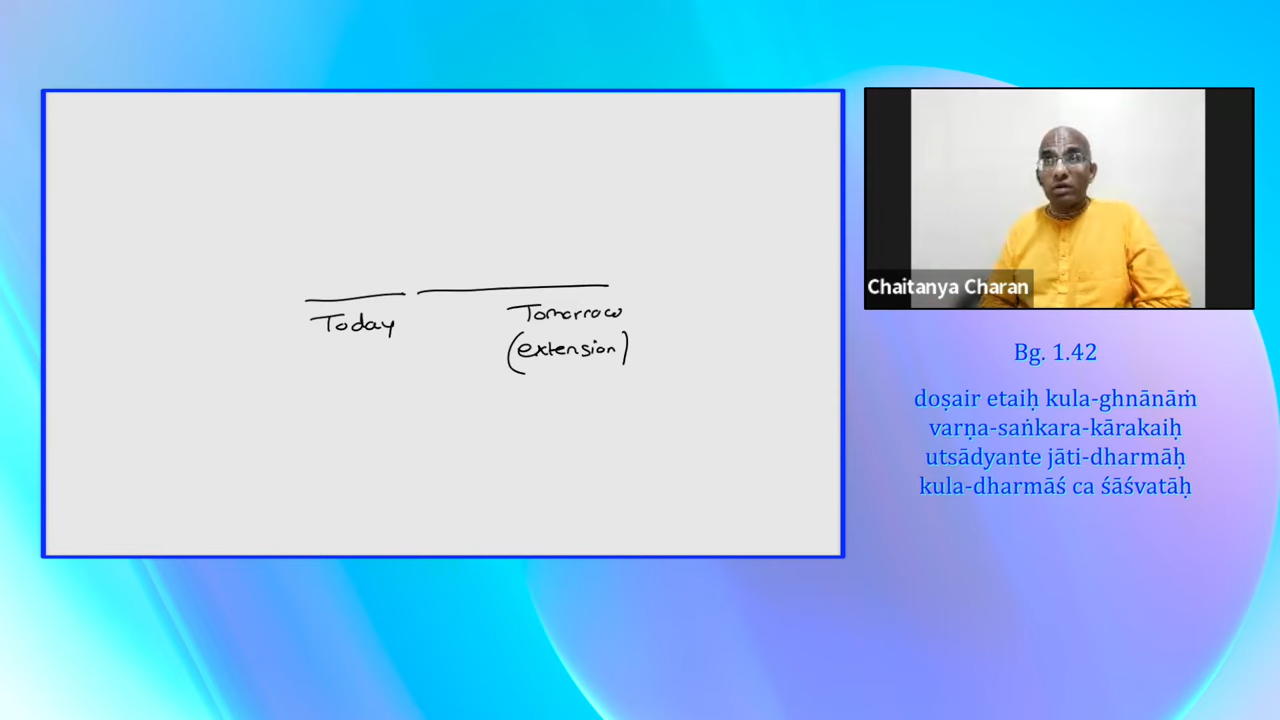 Today
Tomorrow
(extension)
Chaitanya Charan
Bg. 1.42
doṣair etaiḥ kula-ghnānāṁ
varṇa-saṅkara-kārakaiḥ
utsādyante jāti-dharmāḥ
kula-dharmāś ca śāśvatāḥ